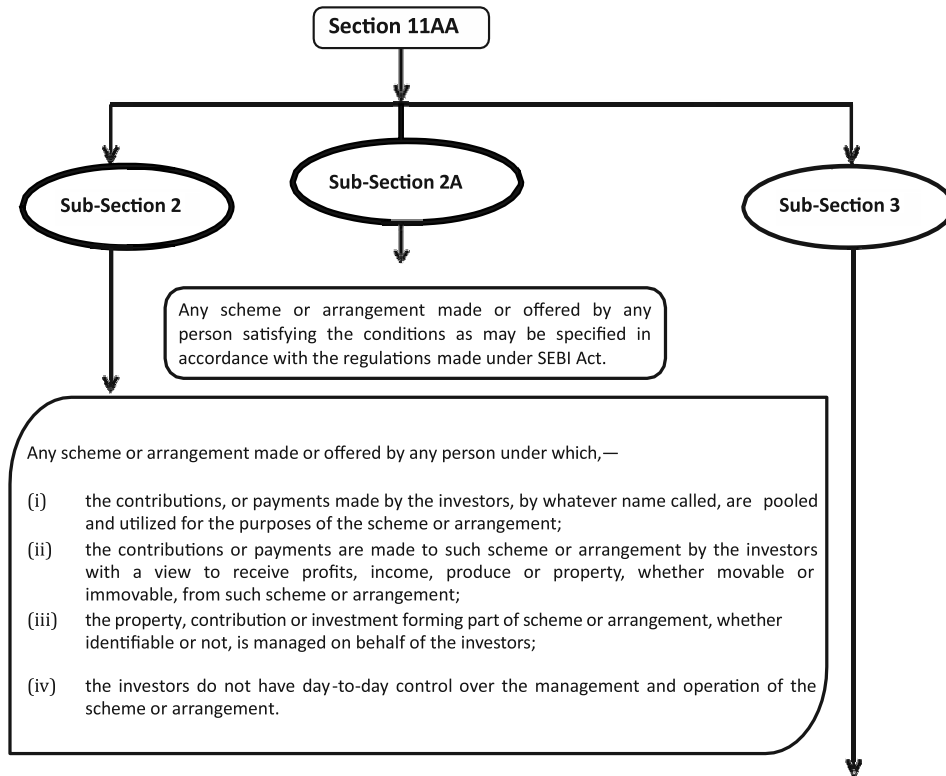 Section 11AA
Sub-Section 2
Sub-Section 2A
Sub-Section 3
Any scheme or arrangement made or offered by any
person satisfying the conditions as may be specified in
accordance with the regulations made under SEBI Act.
Any scheme or arrangement made or offered by any person under which,—
(i) the contributions, or payments made by the investors, by whatever name called, are pooled
and utilized for the purposes of the scheme or arrangement;
(ii) the contributions or payments are made to such scheme or arrangement by the investors
with a view to receive profits, income, produce or property, whether movable or
immovable, from such scheme or arrangement;
(iii) the property, contribution or investment forming part of scheme or arrangement, whether
identifiable or not, is managed on behalf of the investors;
(iv) the investors do not have day-to-day control over the management and operation of the
scheme or arrangement.